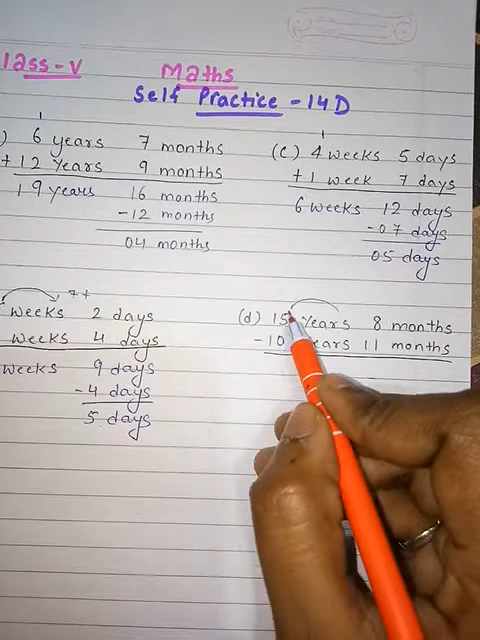 lass-V Maths
Self Practice - 14D
) 6 years 7 months
+ 12 Years 9 months
19 years 16 months
-12 months
04 months
1
(C) 4 weeks 5 days
+1 week 7 days
6 weeks 12 days
-07 days
05 days
7+
weeks 2 days
weeks 4 days
weeks 9 days
-4 days
5 days
(d) 15 years 8 months
-10 years 11 months